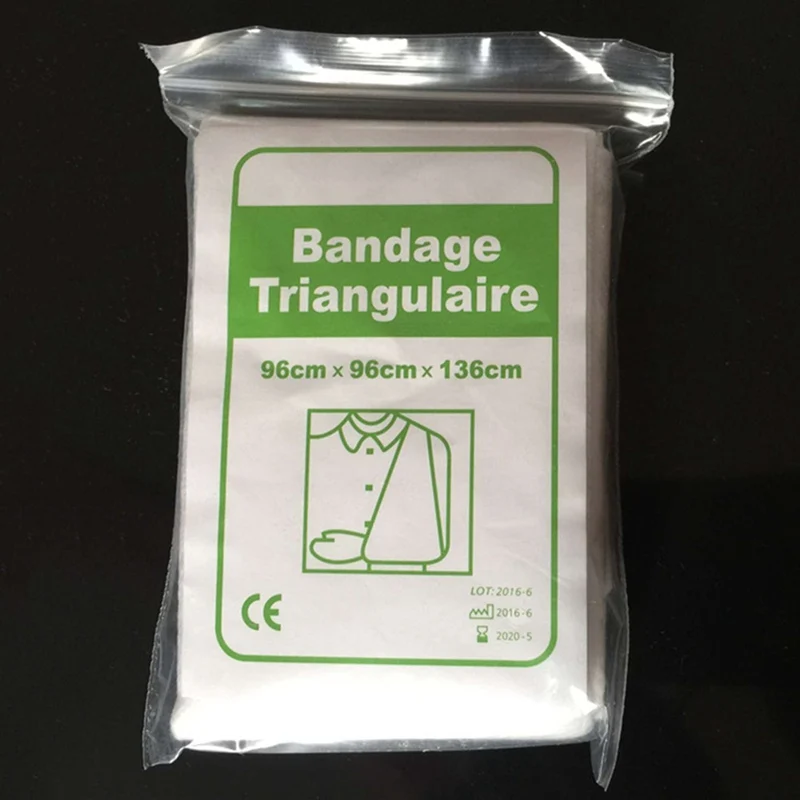 Bandage
Triangulaire
96cm x 96cm x 136cm
LOT: 2016-6
2016-6
CE
2020-5